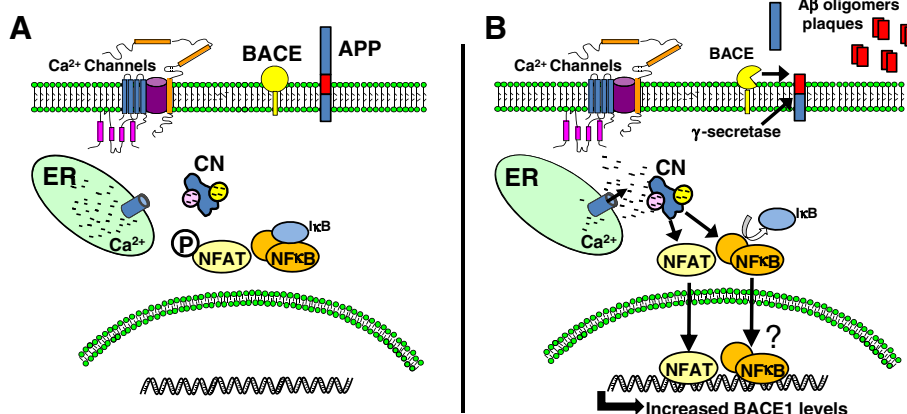 A
Ca2+ Channels
BACE
APP
ER
Ca2+
CN
P
NFAT
IκB
NFκB
B
Aβ oligomers
plaques
Ca2+ Channels
BACE
γ-secretase
ER
Ca2+
CN
IκB
NFAT
NFκB
?
NFAT
NFκB
Increased BACE1 levels